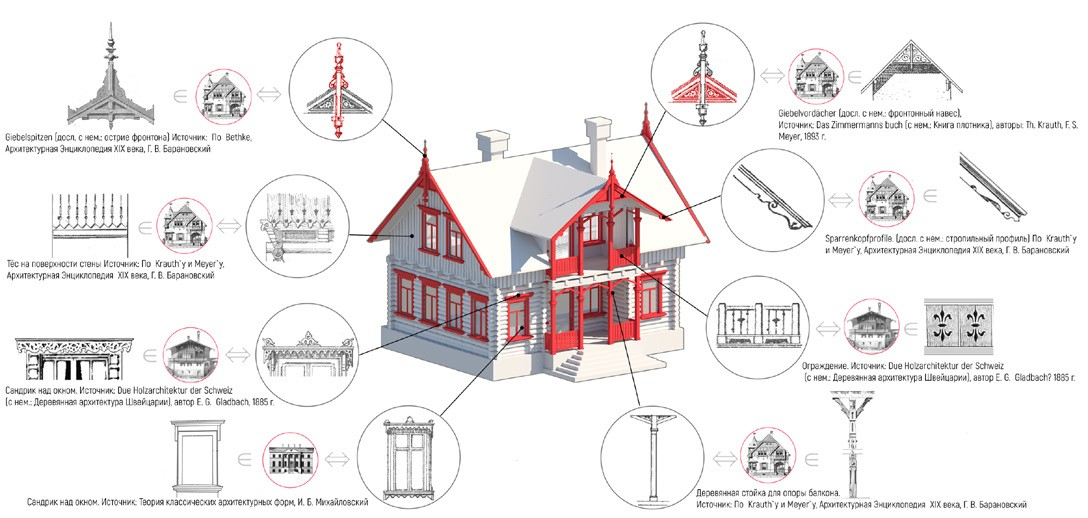 Giebelspitzen (досл. с нем.: острие фронтона) Источник: По Bethke,
Архитектурная Энциклопедия XIX века, Г. В. Барановский
Giebelvordächer (досл. с нем.: фронтонный навес),
Источник: Das Zimmermanns buch (с нем.: Книга плотника), авторы: Th. Krauth, F. S.
Meyer, 1893 г.
Тёс на поверхности стены Источник: По Krauth`y и Meyer`y,
Архитектурная Энциклопедия XIX века, Г. В. Барановский
Sparrenkopfprofile. (досл. с нем.: стропильный профиль) По Krauth`y
и Meyer`y, Архитектурная Энциклопедия XIX века, Г. В. Барановский
Сандрик над окном. Источник: Due Holzarchitektur der Schweiz
(с нем.: Деревянная архитектура Швейцарии), автор E. G. Gladbach, 1885 г.
Ограждение. Источник: Due Holzarchitektur der Schweiz
(с нем.: Деревянная архитектура Швейцарии), автор E. G. Gladbach? 1885 г.
Сандрик над окном. Источник: Теория классических архитектурных форм, И. Б. Михайловский
Деревянная стойка для опоры балкона.
Источник: По Krauth`y и Meyer`y, Архитектурная Энциклопедия XIX века, Г. В. Барановский